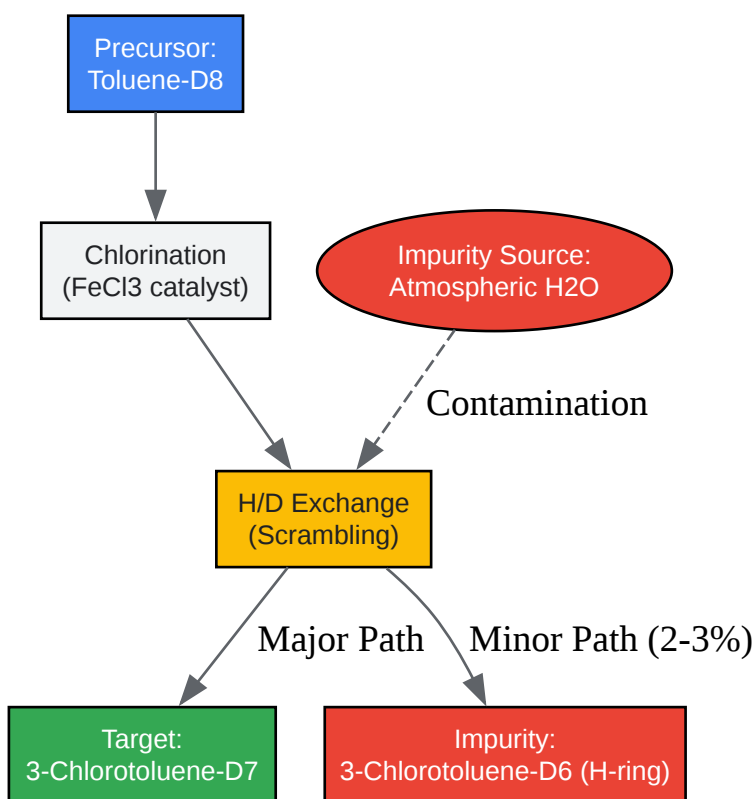 Precursor:
Toluene-D8
Chlorination
(FeCl3 catalyst)
Impurity Source:
Atmospheric H2O
Contamination
H/D Exchange
(Scrambling)
Major Path
Minor Path (2-3%)
Target:
3-Chlorotoluene-D7
Impurity:
3-Chlorotoluene-D6 (H-ring)